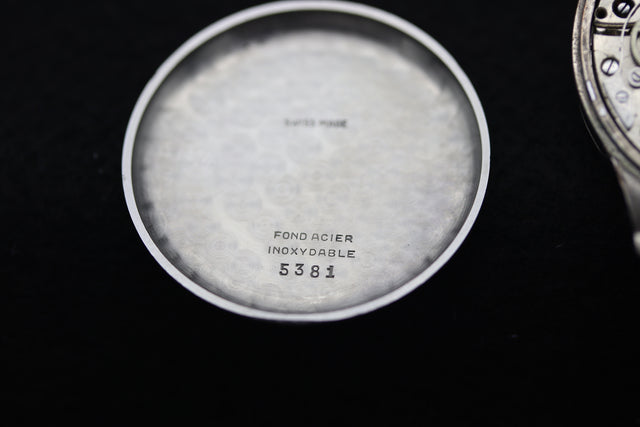 SWISS MADE
FOND ACIER
INOXYDABLE
5381